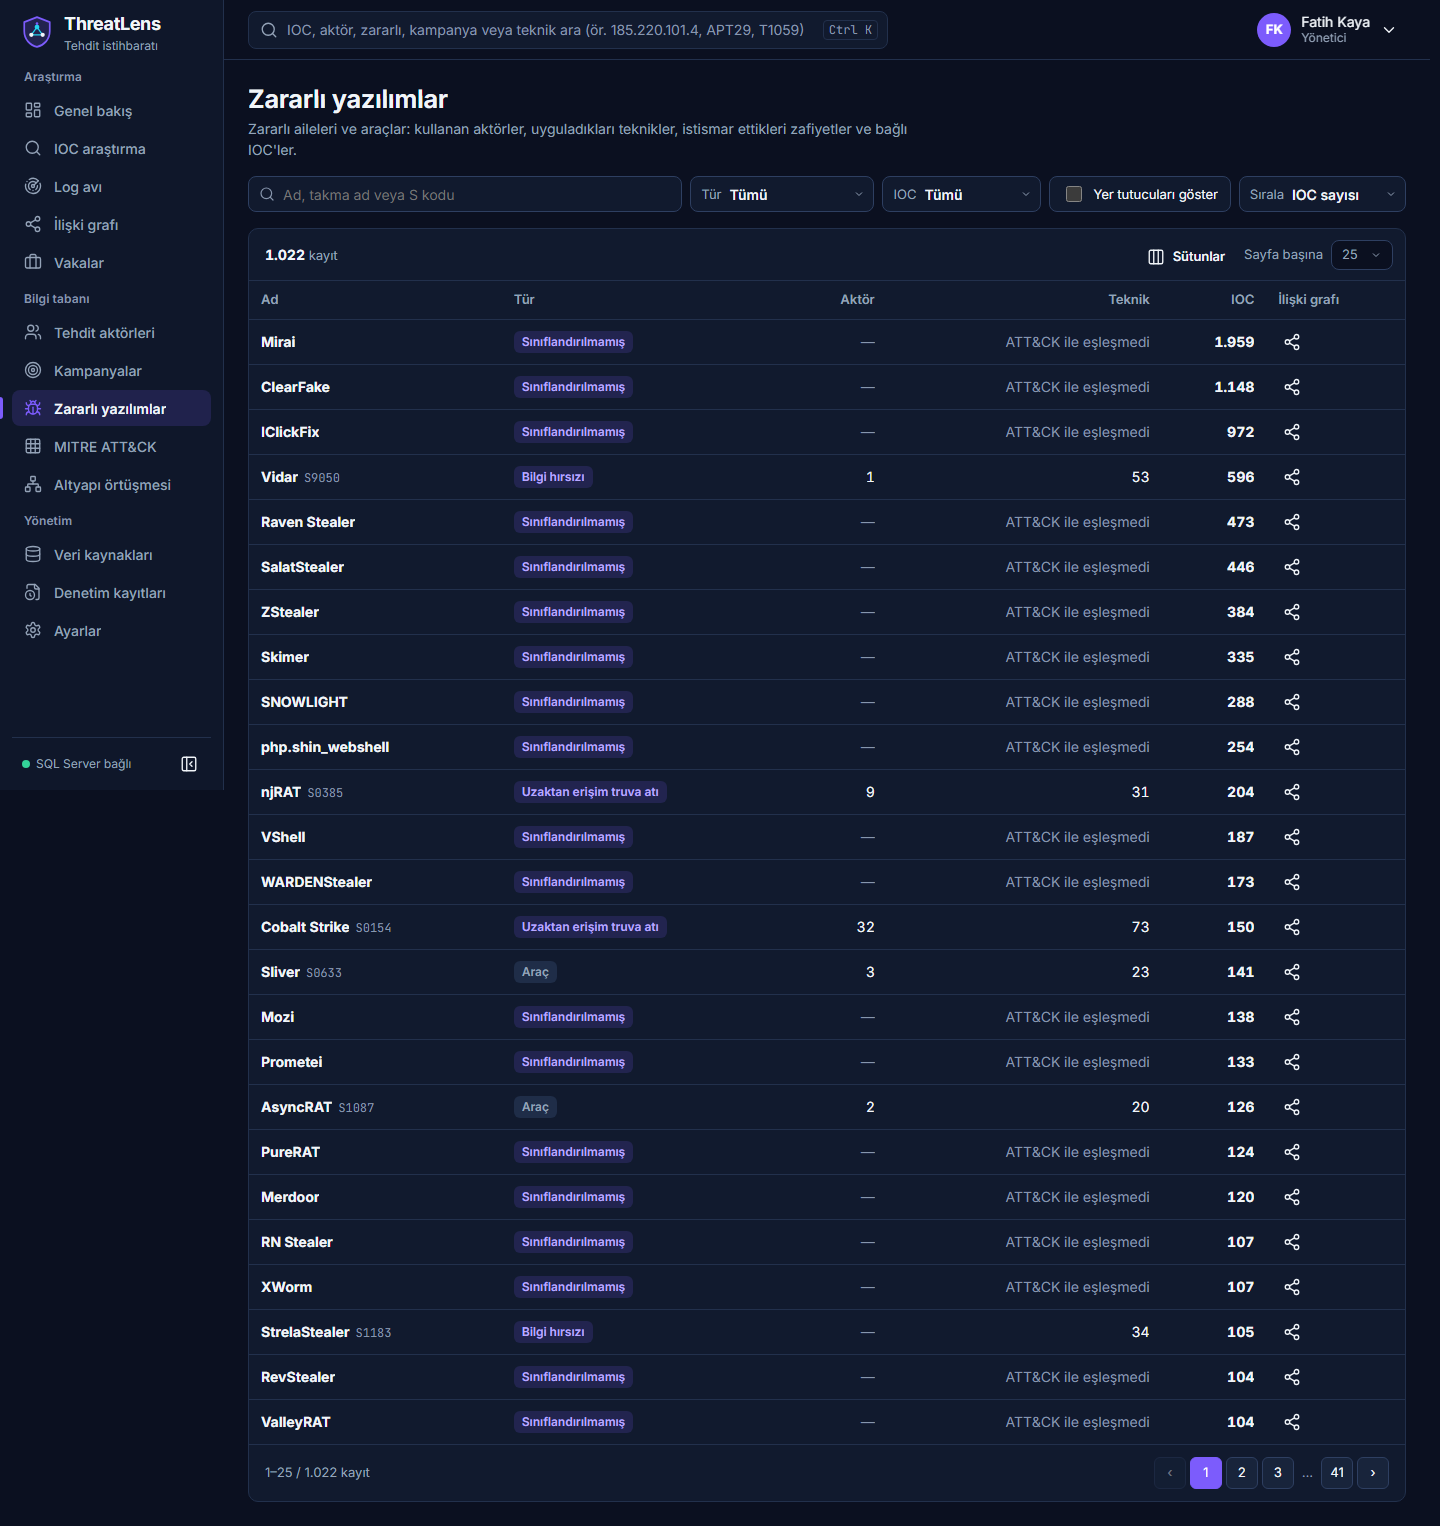 ThreatLens
Tehdit istihbaratı
Araştırma
Genel bakış
IOC araştırma
Log avı
İlişki grafı
Vakalar
Bilgi tabanı
Tehdit aktörleri
Kampanyalar
Zararlı yazılımlar
MITRE ATT&CK
Altyapı örtüşmesi
Yönetim
Veri kaynakları
Denetim kayıtları
Ayarlar
SQL Server bağlı
IOC, aktör, zararlı, kampanya veya teknik ara (ör. 185.220.101.4, APT29, T1059) Ctrl K
FK Fatih Kaya
Yönetici
Zararlı yazılımlar
Zararlı aileleri ve araçlar: kullanan aktörler, uyguladıkları teknikler, istismar ettikleri zafiyetler ve bağlı
IOC'ler.
Ad, takma ad veya S kodu Tür Tümü IOC Tümü Yer tutucuları göster Sırala IOC sayısı
1.022 kayıt Sütunlar Sayfa başına 25
Ad Tür Aktör Teknik IOC İlişki grafı
Mirai Sınıflandırılmamış — ATT&CK ile eşleşmedi 1.959
ClearFake Sınıflandırılmamış — ATT&CK ile eşleşmedi 1.148
IClickFix Sınıflandırılmamış — ATT&CK ile eşleşmedi 972
Vidar S9050 Bilgi hırsızı 1 53 596
Raven Stealer Sınıflandırılmamış — ATT&CK ile eşleşmedi 473
SalatStealer Sınıflandırılmamış — ATT&CK ile eşleşmedi 446
ZStealer Sınıflandırılmamış — ATT&CK ile eşleşmedi 384
Skimer Sınıflandırılmamış — ATT&CK ile eşleşmedi 335
SNOWLIGHT Sınıflandırılmamış — ATT&CK ile eşleşmedi 288
php.shin_webshell Sınıflandırılmamış — ATT&CK ile eşleşmedi 254
njRAT S0385 Uzaktan erişim truva atı 9 31 204
VShell Sınıflandırılmamış — ATT&CK ile eşleşmedi 187
WARDENStealer Sınıflandırılmamış — ATT&CK ile eşleşmedi 173
Cobalt Strike S0154 Uzaktan erişim truva atı 32 73 150
Sliver S0633 Araç 3 23 141
Mozi Sınıflandırılmamış — ATT&CK ile eşleşmedi 138
Prometei Sınıflandırılmamış — ATT&CK ile eşleşmedi 133
AsyncRAT S1087 Araç 2 20 126
PureRAT Sınıflandırılmamış — ATT&CK ile eşleşmedi 124
Merdoor Sınıflandırılmamış — ATT&CK ile eşleşmedi 120
RN Stealer Sınıflandırılmamış — ATT&CK ile eşleşmedi 107
XWorm Sınıflandırılmamış — ATT&CK ile eşleşmedi 107
StrelaStealer S1183 Bilgi hırsızı — 34 105
RevStealer Sınıflandırılmamış — ATT&CK ile eşleşmedi 104
ValleyRAT Sınıflandırılmamış — ATT&CK ile eşleşmedi 104
1–25 / 1.022 kayıt ‹ 1 2 3 … 41 ›